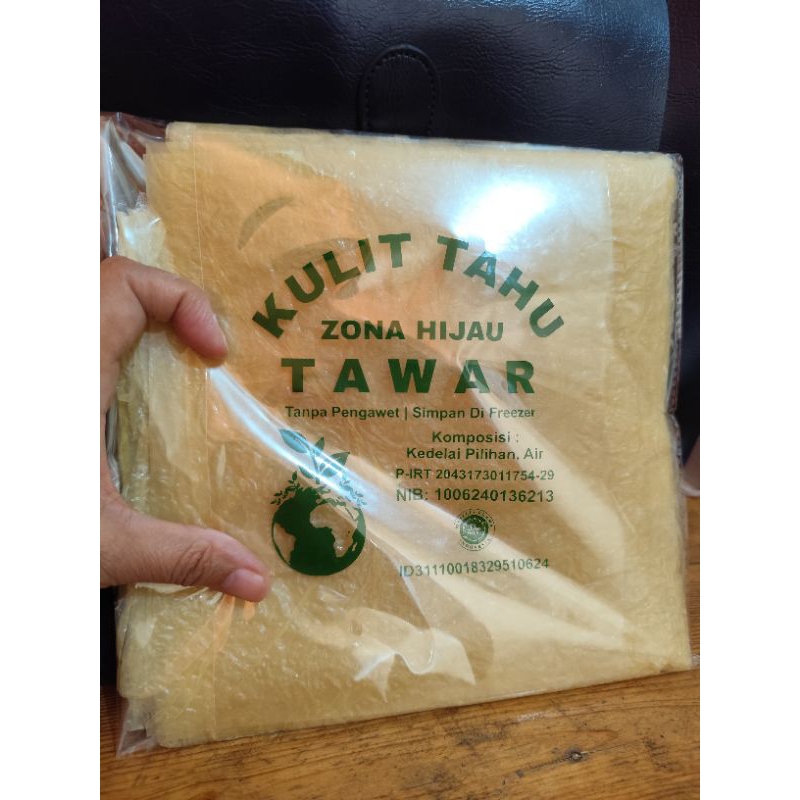 KULIT TAHU
ZONA HIJAU
TAWAR
Tanpa Pengawet | Simpan Di Freezer
Komposisi :
Kedelai Pilihan, Air
P-IRT 2043173011754-29
NIB: 1006240136213
ID31110018329510624